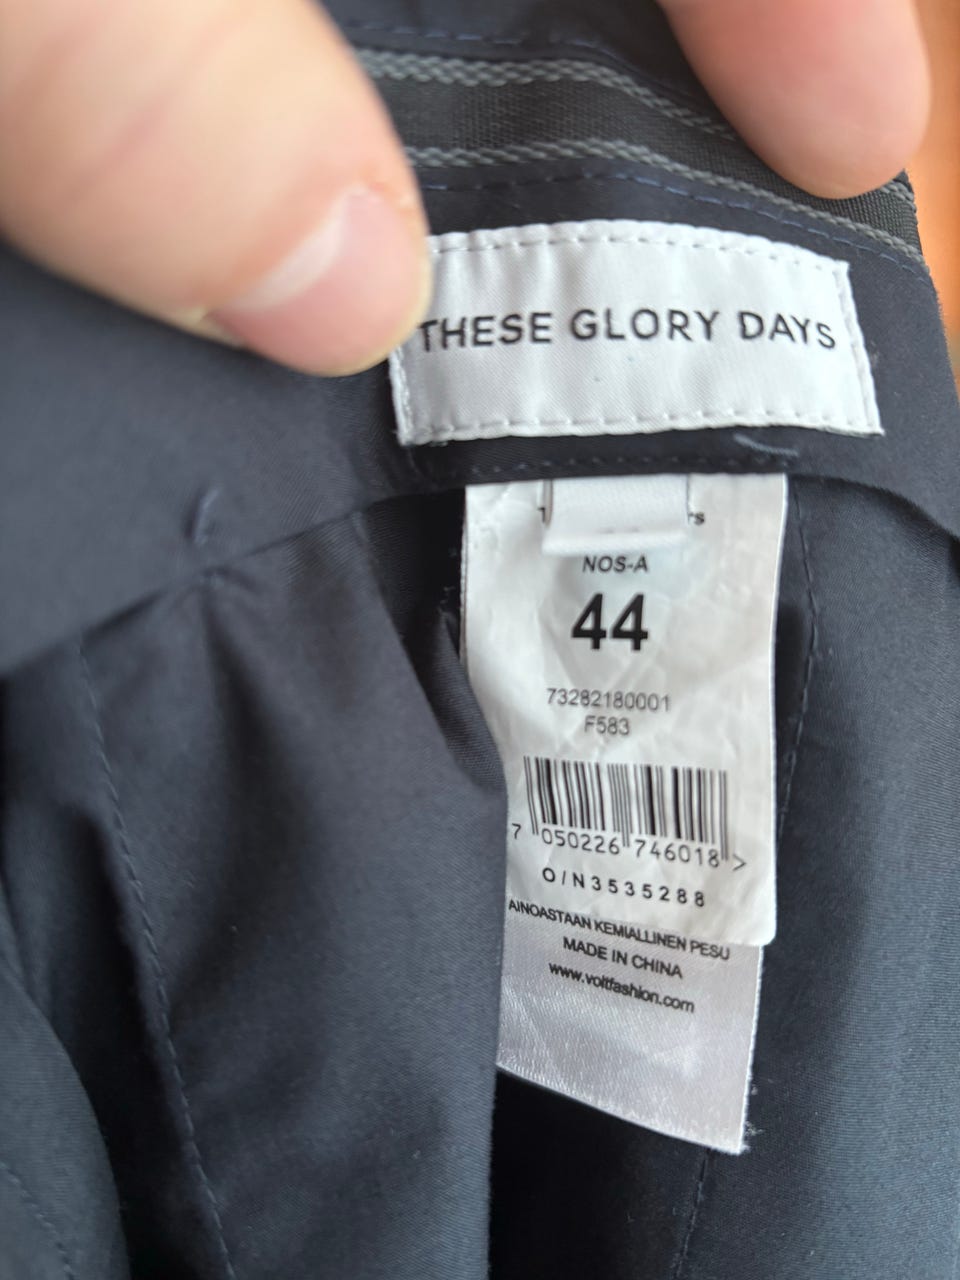 THESE GLORY DAYS
NOS-A
44
73282180001
F583
7 050226 746018 >
O/N3535288
AINOASTAAN KEMIALLINEN PESU
MADE IN CHINA
www.voltfashion.com